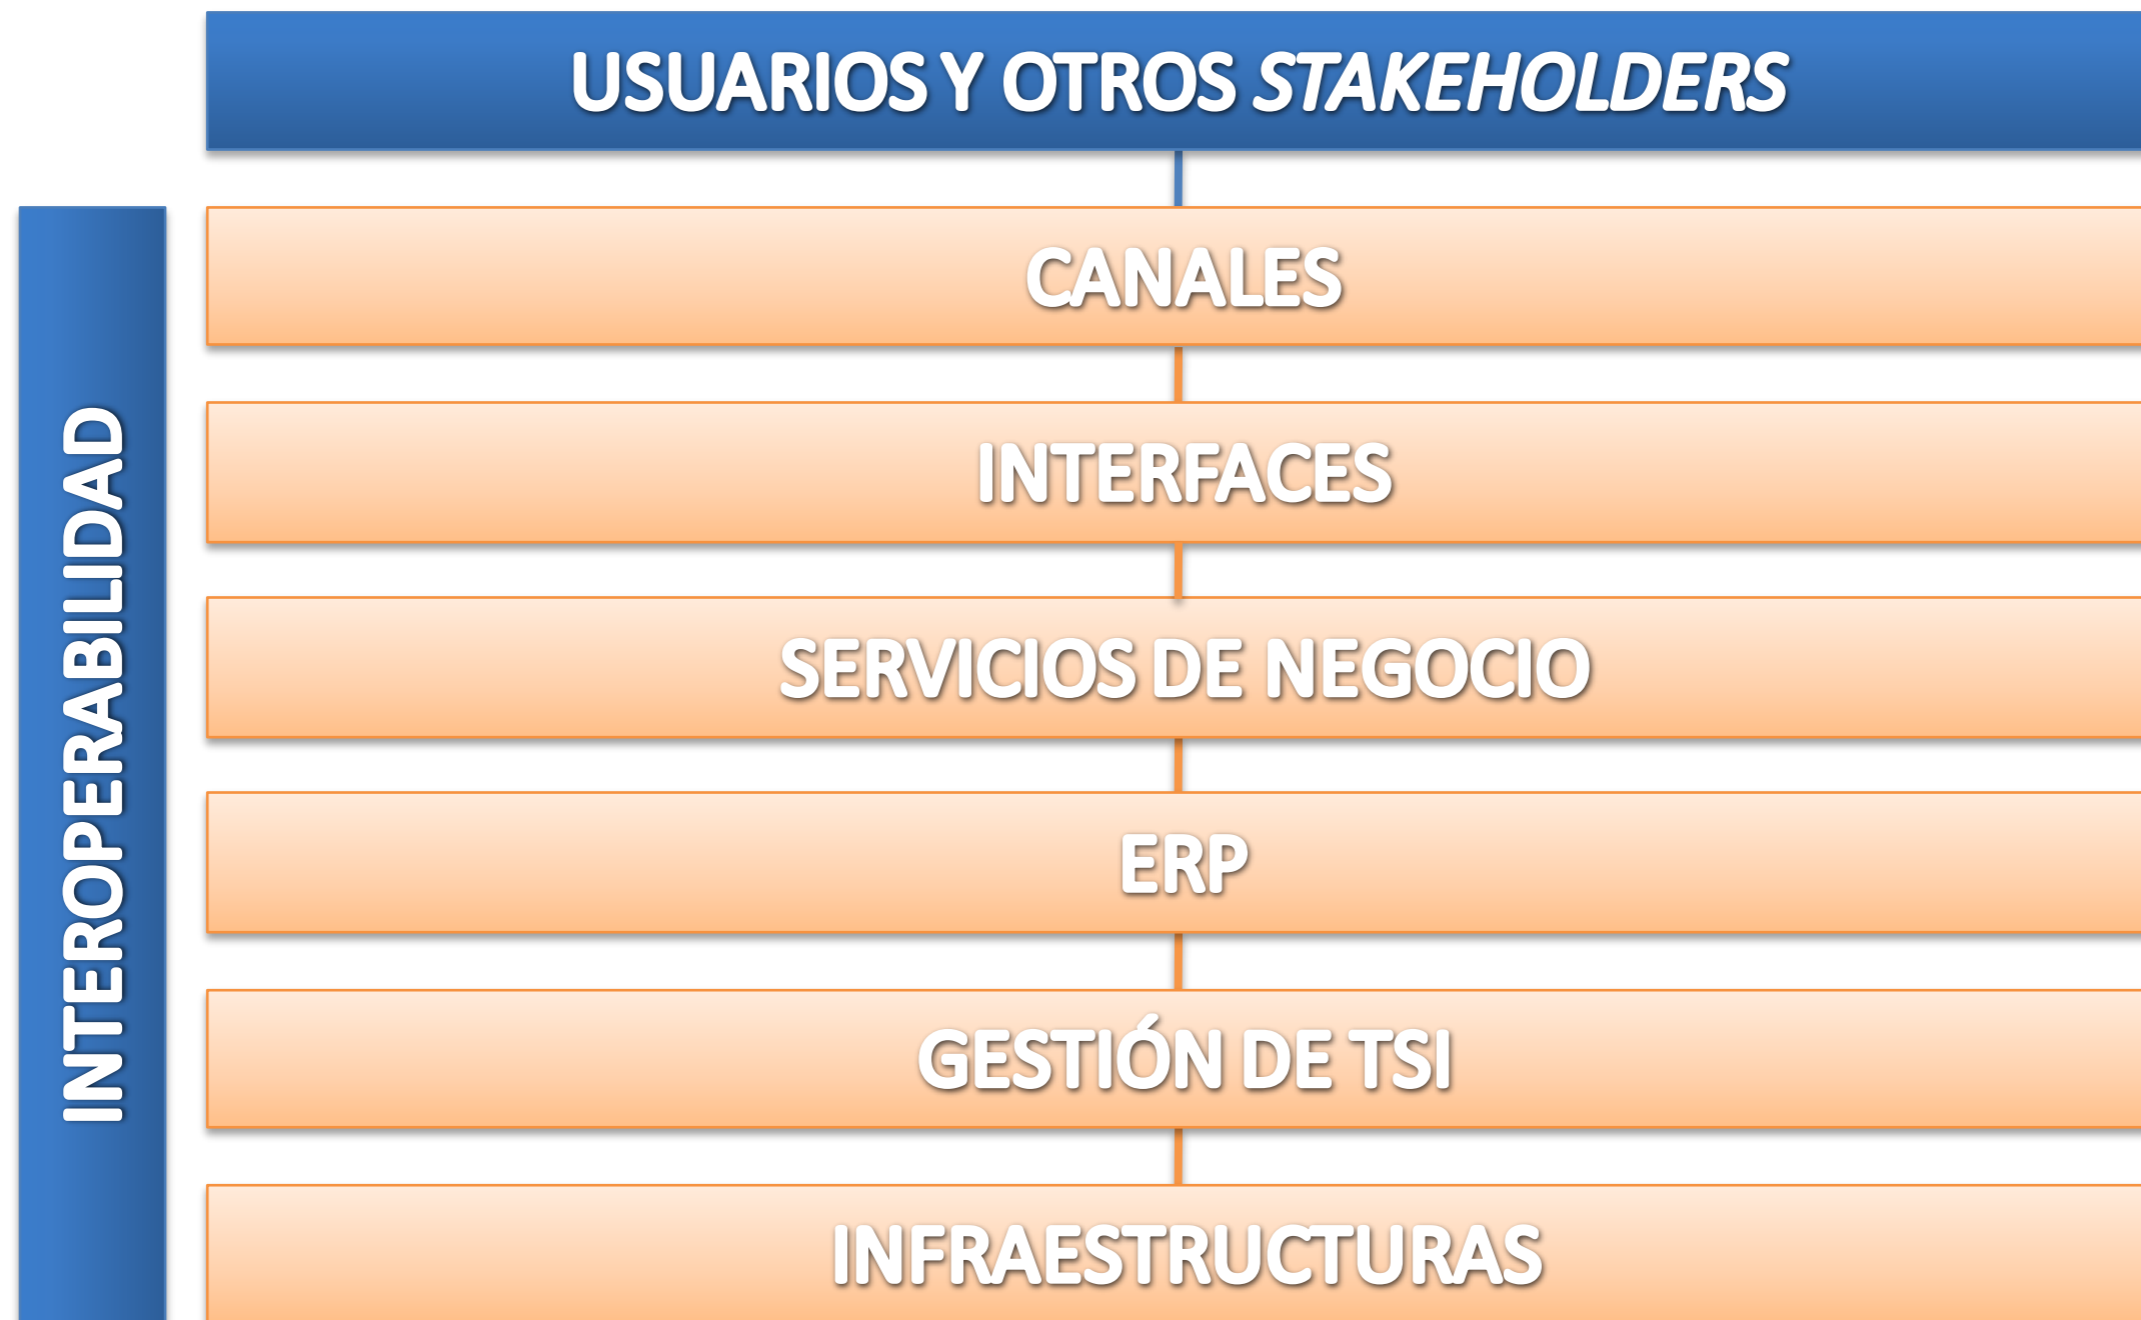 USUARIOS Y OTROS STAKEHOLDERS
INTEROPERABILIDAD
CANALES
INTERFACES
SERVICIOS DE NEGOCIO
ERP
GESTIÓN DE TSI
INFRAESTRUCTURAS